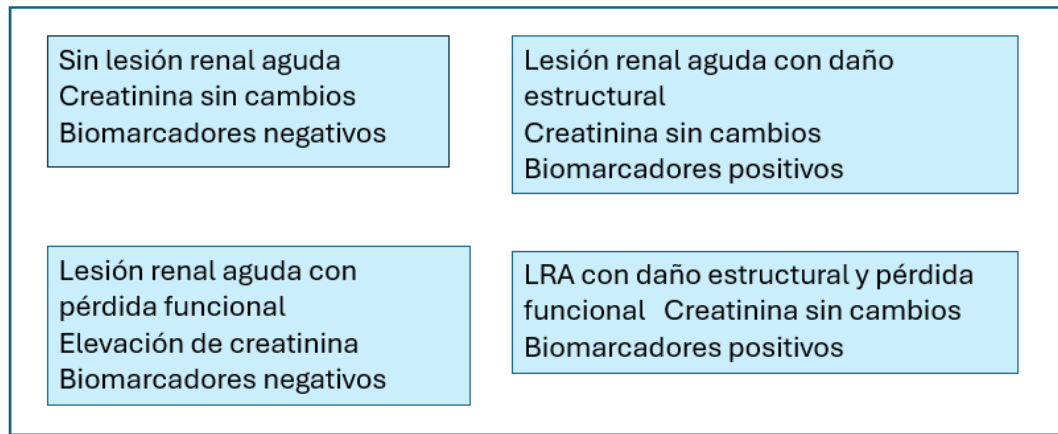 Sin lesión renal aguda
Creatinina sin cambios
Biomarcadores negativos
Lesión renal aguda con daño
estructural
Creatinina sin cambios
Biomarcadores positivos
Lesión renal aguda con
pérdida funcional
Elevación de creatinina
Biomarcadores negativos
LRA con daño estructural y pérdida
funcional Creatinina sin cambios
Biomarcadores positivos